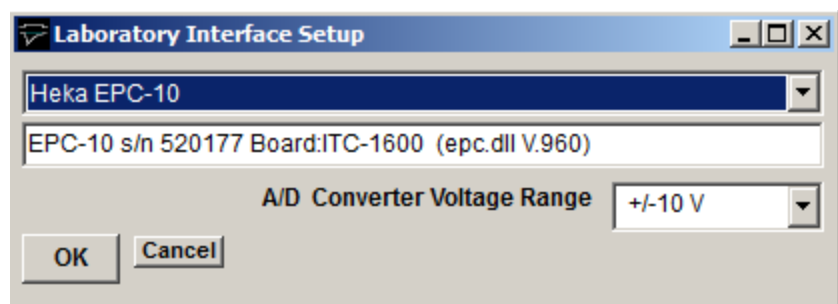 Laboratory Interface Setup
Heka EPC-10
EPC-10 s/n 520177 Board:ITC-1600 (epc.dll V.960)
A/D Converter Voltage Range +/-10 V
OK Cancel